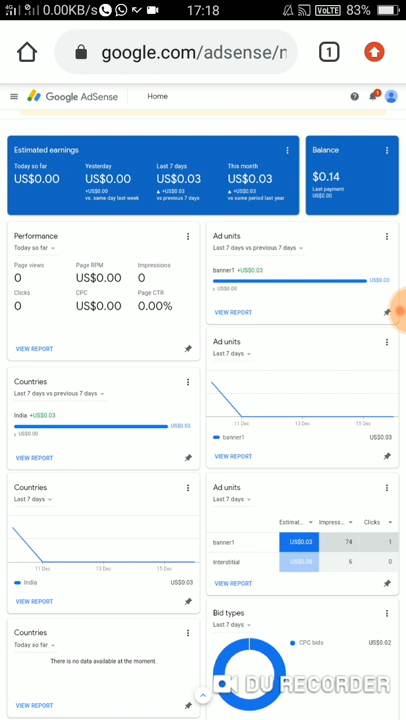 0.00KB/s
17:18
VoLTE
83%
google.com/adsense/n
1
Google AdSense
Home
Estimated earnings
Today so far
Yesterday
Last 7 days
This month
US$0.00
US$0.00
US$0.03
US$0.03
+US$0.00
vs. same day last week
▲ +US$0.03
vs previous 7 days
▲ +US$0.03
vs same period last year
Balance
$0.14
Last payment
US$0.00
Performance
Today so far
Page views
Page RPM
Impressions
0
US$0.00
0
Clicks
CPC
Page CTR
0
US$0.00
0.00%
VIEW REPORT
Ad units
Last 7 days vs previous 7 days
banner1 +US$0.03
US$0.03
US$0.00
VIEW REPORT
Countries
Last 7 days vs previous 7 days
India +US$0.03
US$0.03
US$0.00
VIEW REPORT
Ad units
Last 7 days
11 Dec
13 Dec
15 Dec
banner1
US$0.03
VIEW REPORT
Countries
Last 7 days
11 Dec
13 Dec
15 Dec
India
US$0.03
VIEW REPORT
Ad units
Last 7 days
Estimat...
Impress...
Clicks
banner1
US$0.03
74
1
Interstitial
US$0.00
6
0
VIEW REPORT
Countries
Today so far
There is no data available at the moment.
VIEW REPORT
Bid types
Last 7 days
CPC bids
US$0.02
DU RECORDER